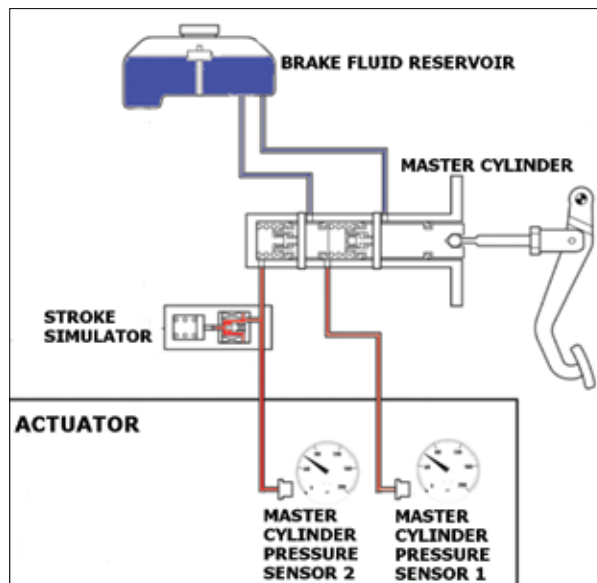 BRAKE FLUID RESERVOIR
MASTER CYLINDER
STROKE
SIMULATOR
ACTUATOR
MASTER
CYLINDER
PRESSURE
SENSOR 2
MASTER
CYLINDER
PRESSURE
SENSOR 1